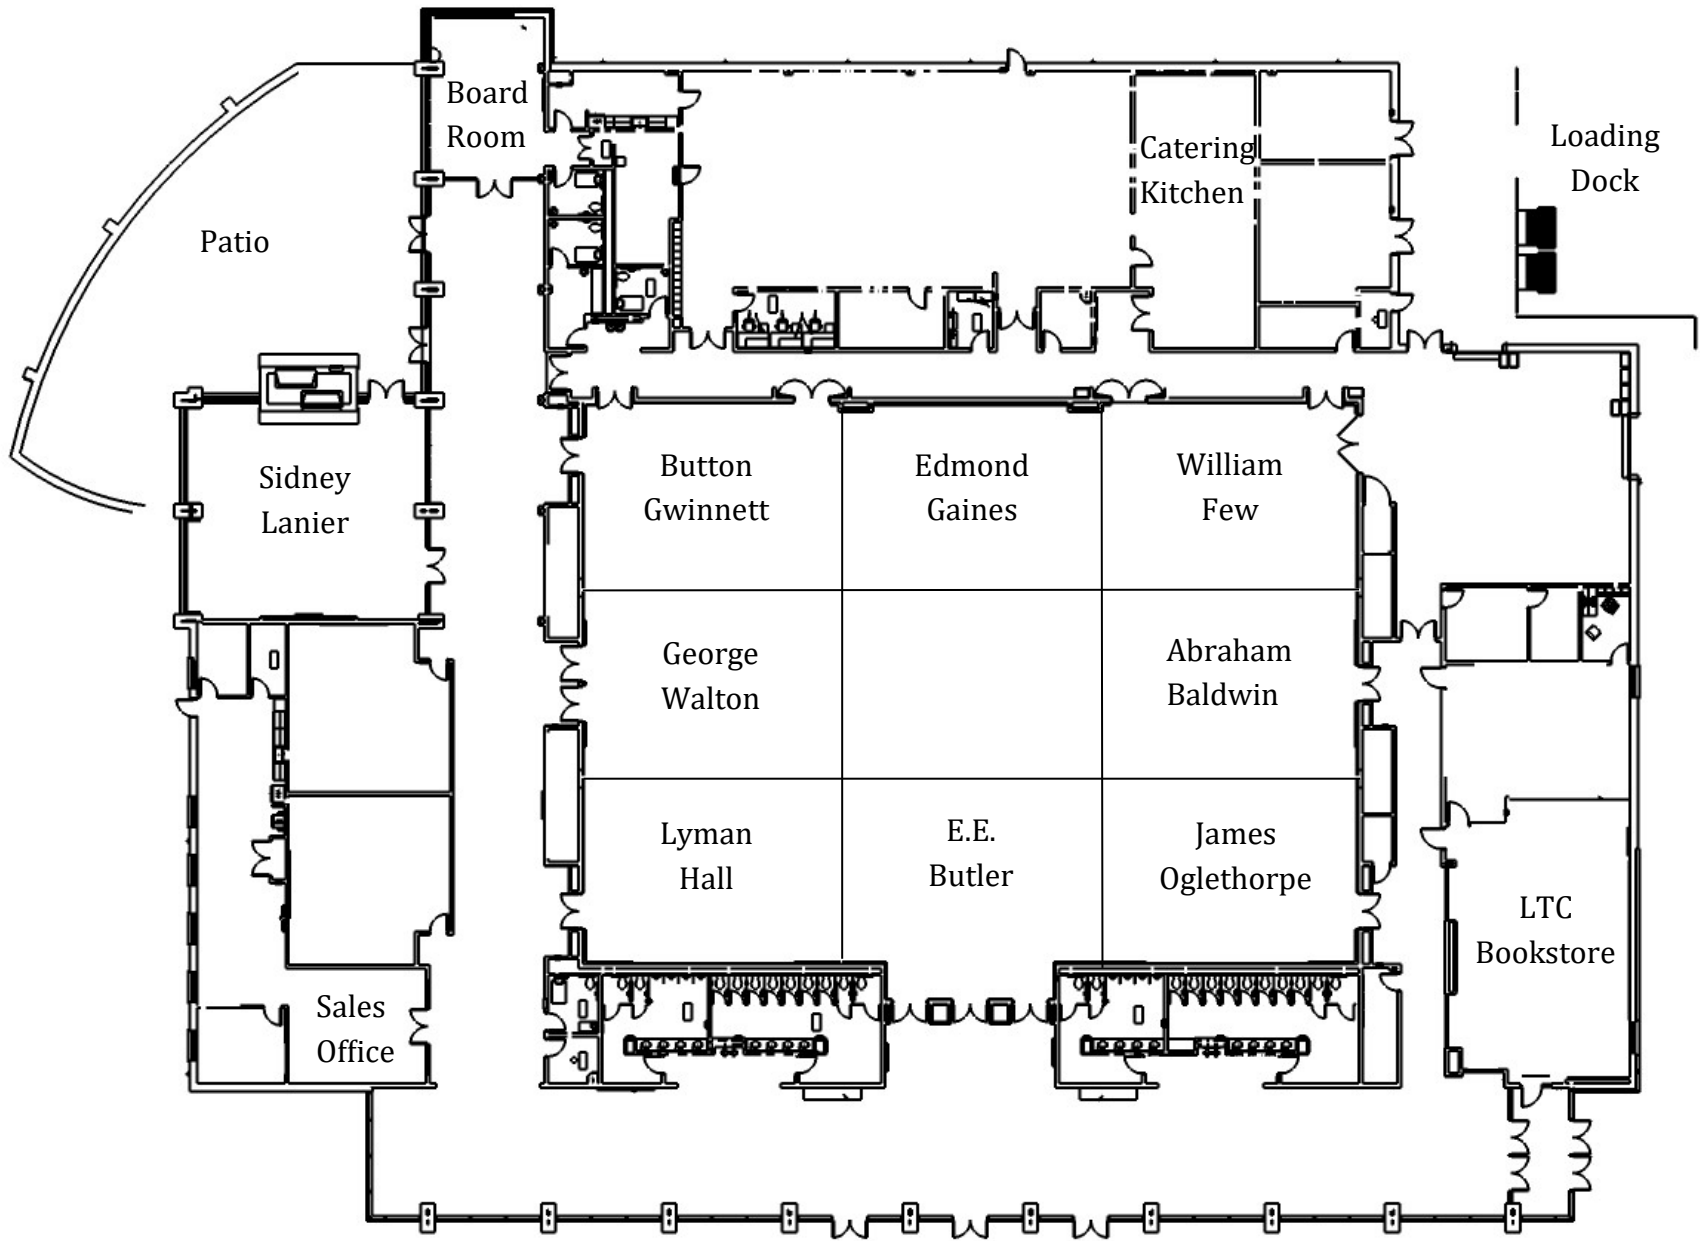 Board
Room
Catering
Kitchen
Loading
Dock
Patio
Sidney
Lanier
Button
Gwinnett
Edmond
Gaines
William
Few
George
Walton
Abraham
Baldwin
Lyman
Hall
E.E.
Butler
James
Oglethorpe
LTC
Bookstore
Sales
Office